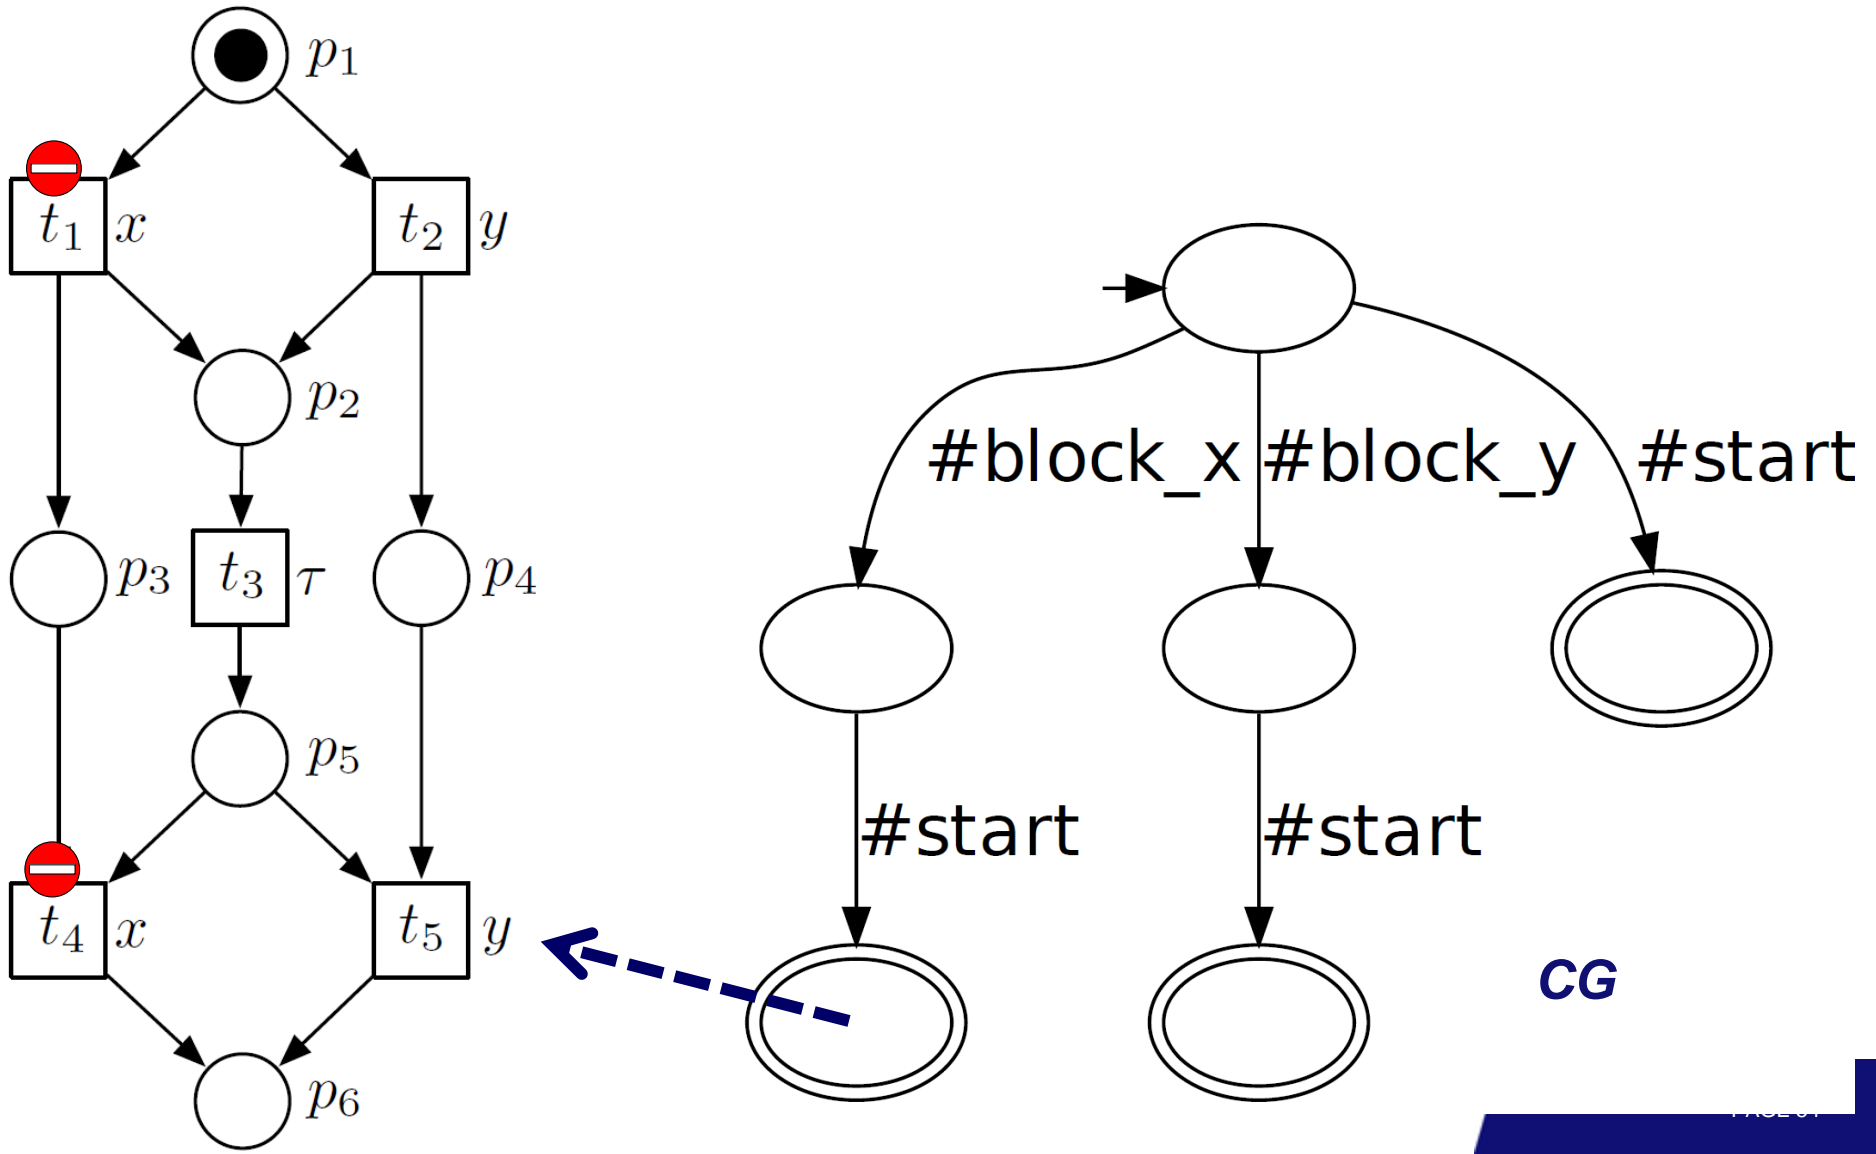 p1
t1 x
t2 y
p2
p3
t3 τ
p4
p5
t4 x
t5 y
p6
#block_x
#block_y
#start
#start
#start
CG